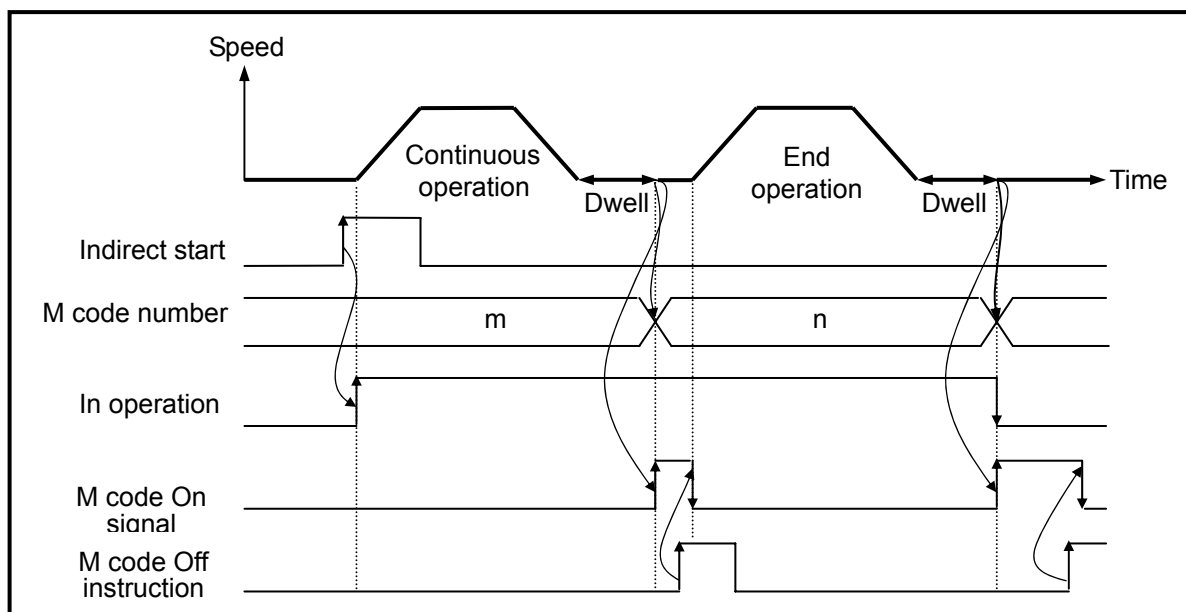 Speed
Continuous
operation
End
operation
Time
Dwell
Dwell
Indirect start
M code number
m
n
In operation
M code On
signal
M code Off
instruction